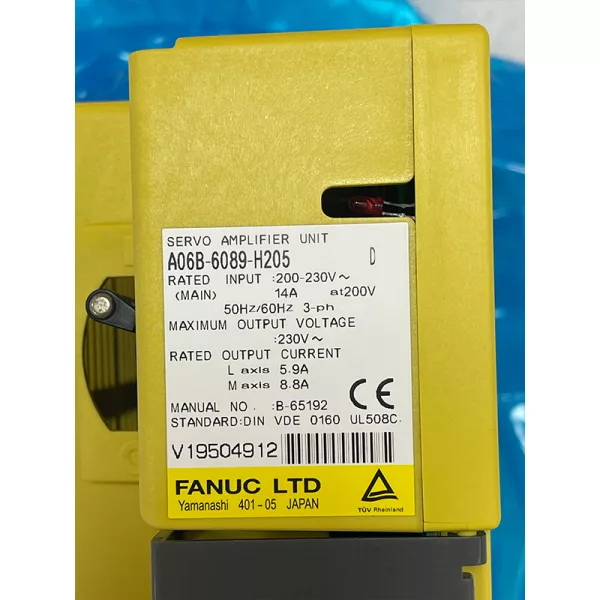 SERVO AMPLIFIER UNIT
A06B-6089-H205 D
RATED INPUT :200-230V～
(MAIN) 14A at200V
50Hz/60Hz 3-ph
MAXIMUM OUTPUT VOLTAGE
:230V～
RATED OUTPUT CURRENT
L axis 5.9A
M axis 8.8A
CE
MANUAL NO. :B-65192
STANDARD:DIN VDE 0160 UL508C.
V19504912
FANUC LTD
Yamanashi 401-05 JAPAN
TÜV Rheinland